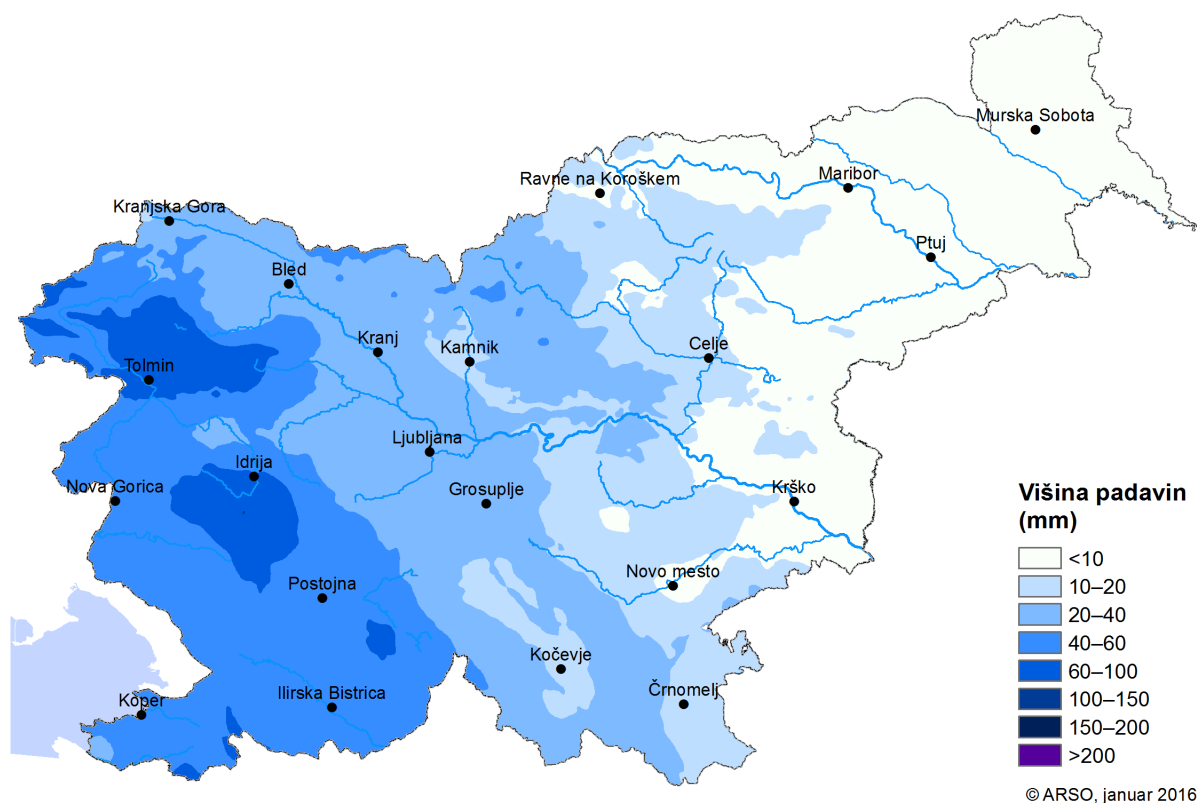 Murska Sobota
Maribor
Ravne na Koroškem
Kranjska Gora
Ptuj
Bled
Kranj
Kamnik
Celje
Tolmin
Ljubljana
Idrija
Nova Gorica
Grosuplje
Krško
Novo mesto
Postojna
Kočevje
Črnomelj
Ilirska Bistrica
Koper
Višina padavin
(mm)
<10
10–20
20–40
40–60
60–100
100–150
150–200
>200
© ARSO, januar 2016